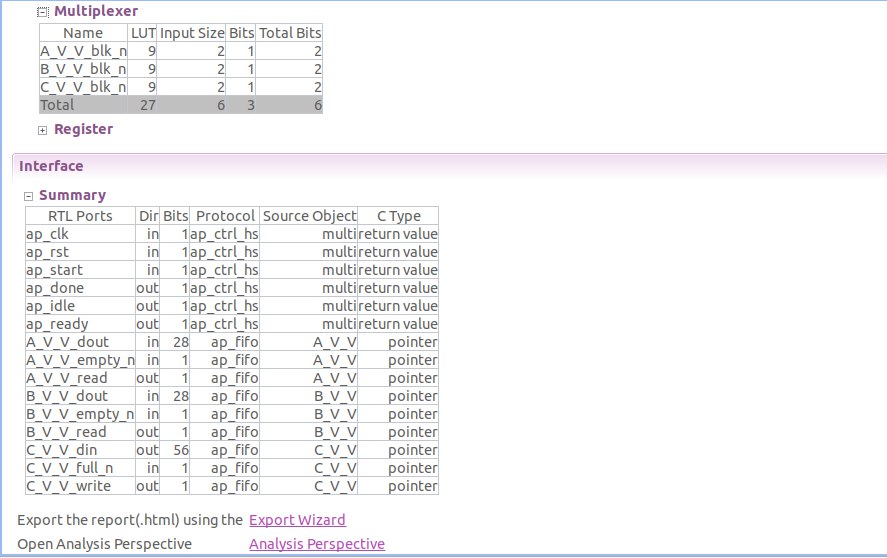 Multiplexer
Name LUT Input Size Bits Total Bits
A_V_V_blk_n 9 2 1 2
B_V_V_blk_n 9 2 1 2
C_V_V_blk_n 9 2 1 2
Total 27 6 3 6
Register
Interface
Summary
RTL Ports Dir Bits Protocol Source Object C Type
ap_clk in 1 ap_ctrl_hs multi return value
ap_rst in 1 ap_ctrl_hs multi return value
ap_start in 1 ap_ctrl_hs multi return value
ap_done out 1 ap_ctrl_hs multi return value
ap_idle out 1 ap_ctrl_hs multi return value
ap_ready out 1 ap_ctrl_hs multi return value
A_V_V_dout in 28 ap_fifo A_V_V pointer
A_V_V_empty_n in 1 ap_fifo A_V_V pointer
A_V_V_read out 1 ap_fifo A_V_V pointer
B_V_V_dout in 28 ap_fifo B_V_V pointer
B_V_V_empty_n in 1 ap_fifo B_V_V pointer
B_V_V_read out 1 ap_fifo B_V_V pointer
C_V_V_din out 56 ap_fifo C_V_V pointer
C_V_V_full_n in 1 ap_fifo C_V_V pointer
C_V_V_write out 1 ap_fifo C_V_V pointer
Export the report(.html) using the Export Wizard
Open Analysis Perspective Analysis Perspective